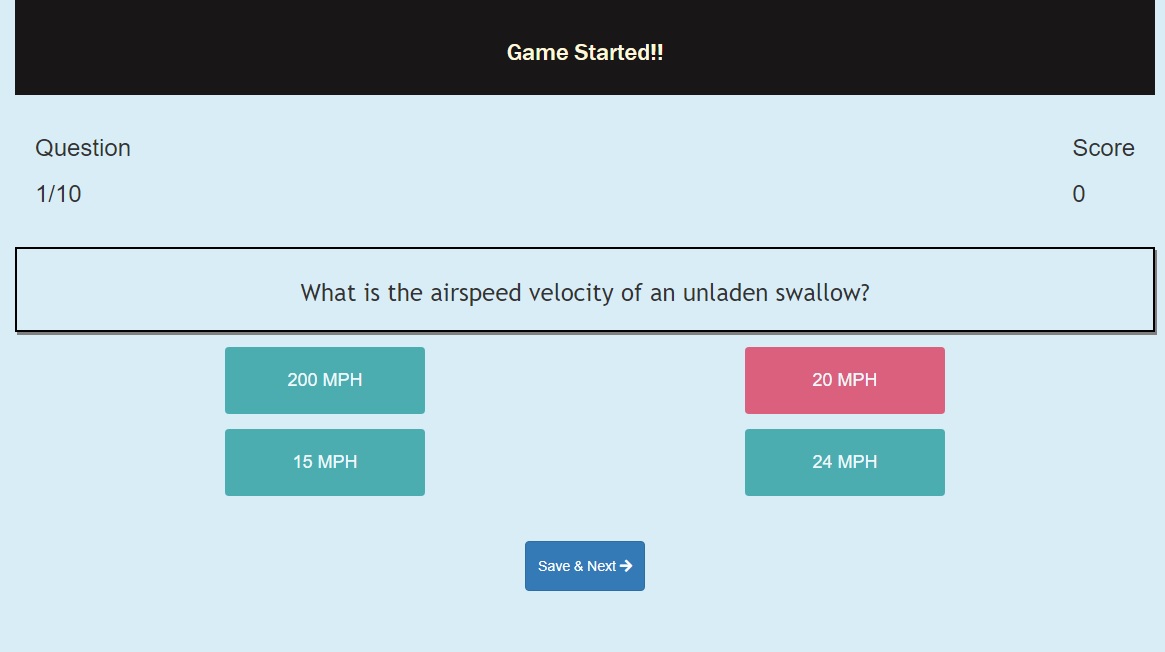 Game Started!!
Question
Score
1/10
0
What is the airspeed velocity of an unladen swallow?
200 MPH
20 MPH
15 MPH
24 MPH
Save & Next